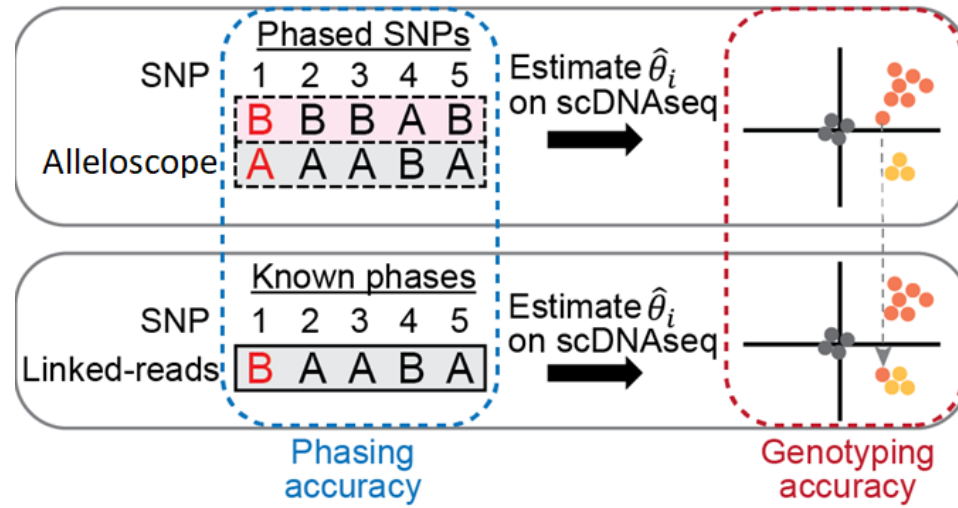 Phased SNPs
SNP 1 2 3 4 5
B B B A B
Alleloscope A A A B A
Estimate θ̂ᵢ
on scDNAseq
Known phases
SNP 1 2 3 4 5
Linked-reads B A A B A
Estimate θ̂ᵢ
on scDNAseq
Phasing
accuracy
Genotyping
accuracy